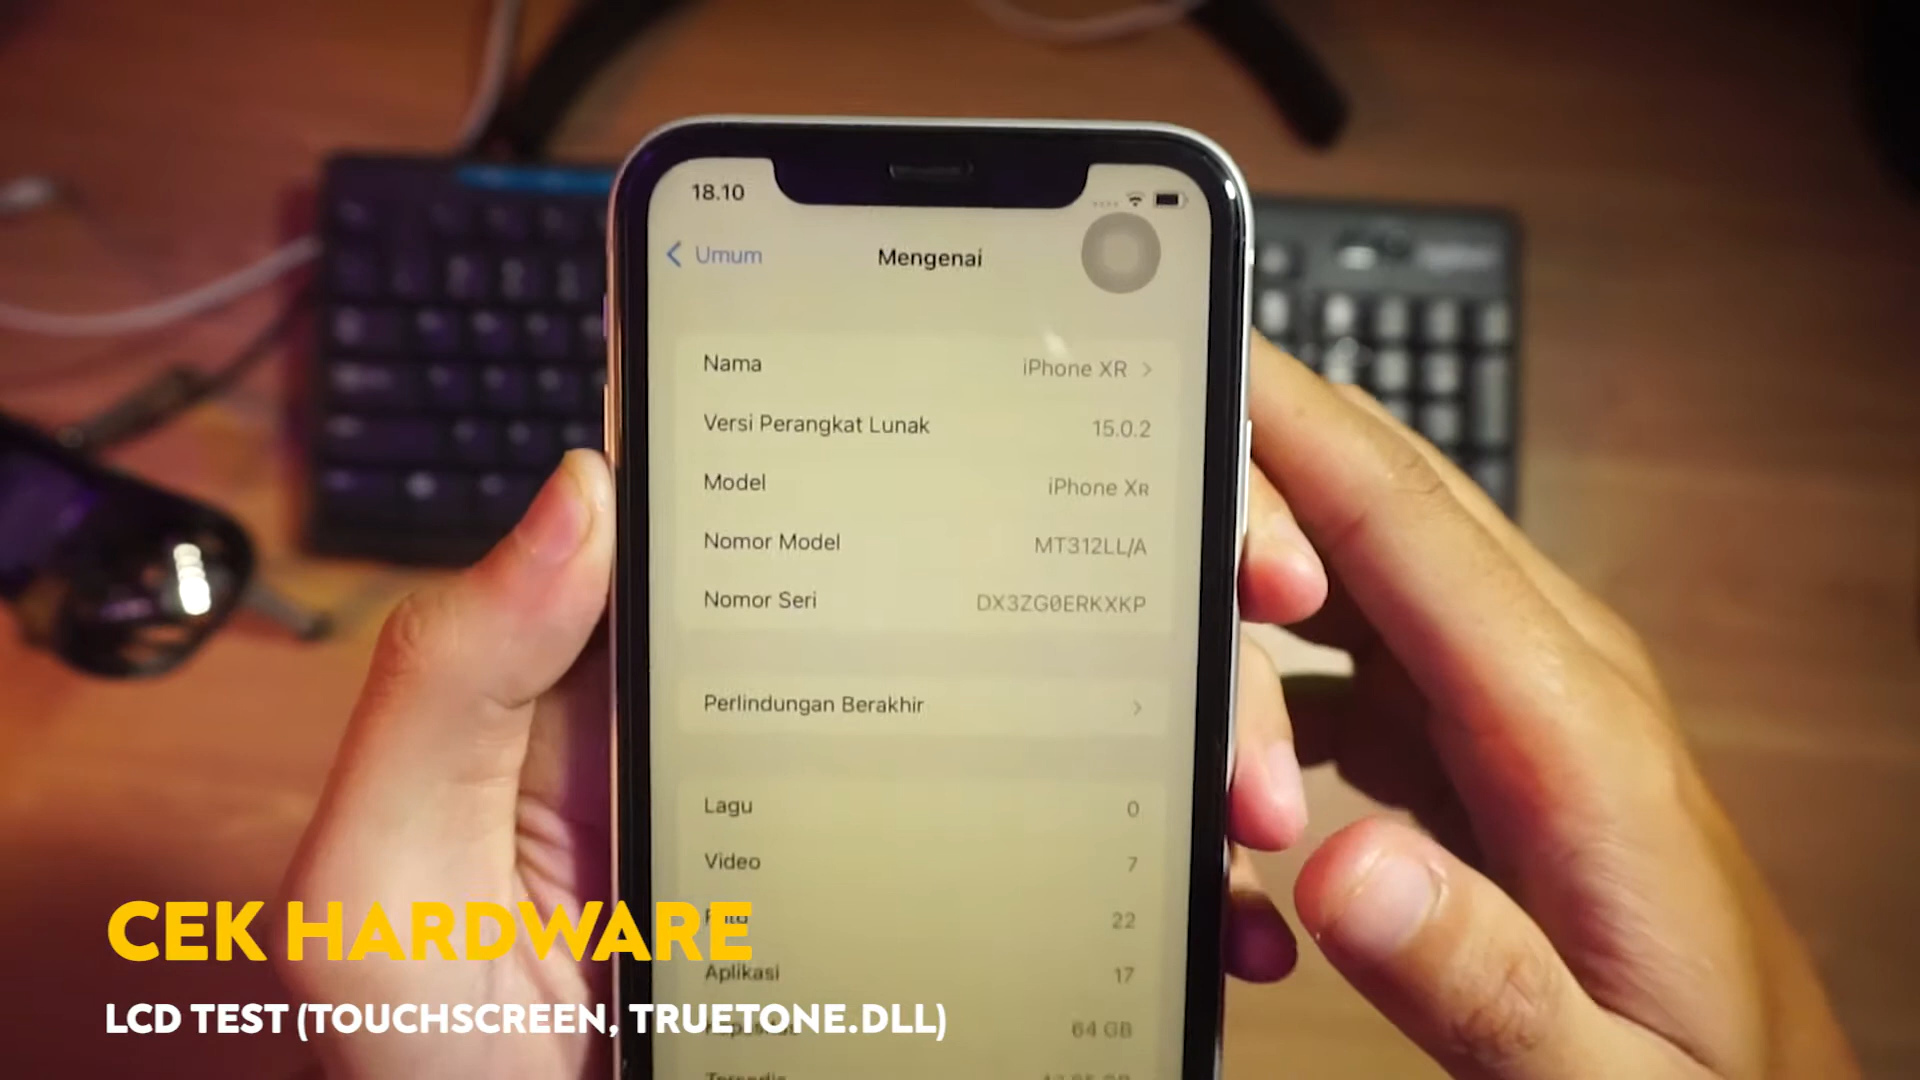 18.10
Umum
Mengenai
Nama iPhone XR
Versi Perangkat Lunak 15.0.2
Model iPhone XR
Nomor Model MT312LL/A
Nomor Seri DX3ZG0ERKXKP
Perlindungan Berakhir
Lagu 0
Video 7
22
Aplikasi 17
64 GB
CEK HARDWARE
LCD TEST (TOUCHSCREEN, TRUETONE.DLL)